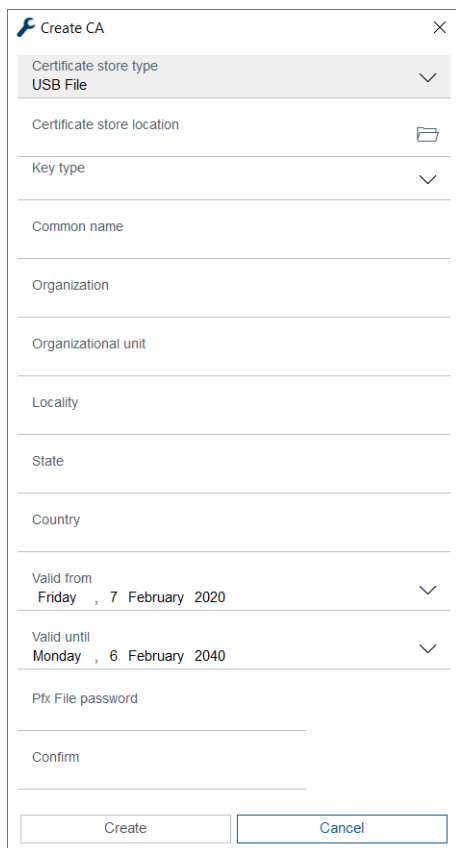 Create CA
Certificate store type
USB File
Certificate store location
Key type
Common name
Organization
Organizational unit
Locality
State
Country
Valid from
Friday , 7 February 2020
Valid until
Monday , 6 February 2040
Pfx File password
Confirm
Create Cancel